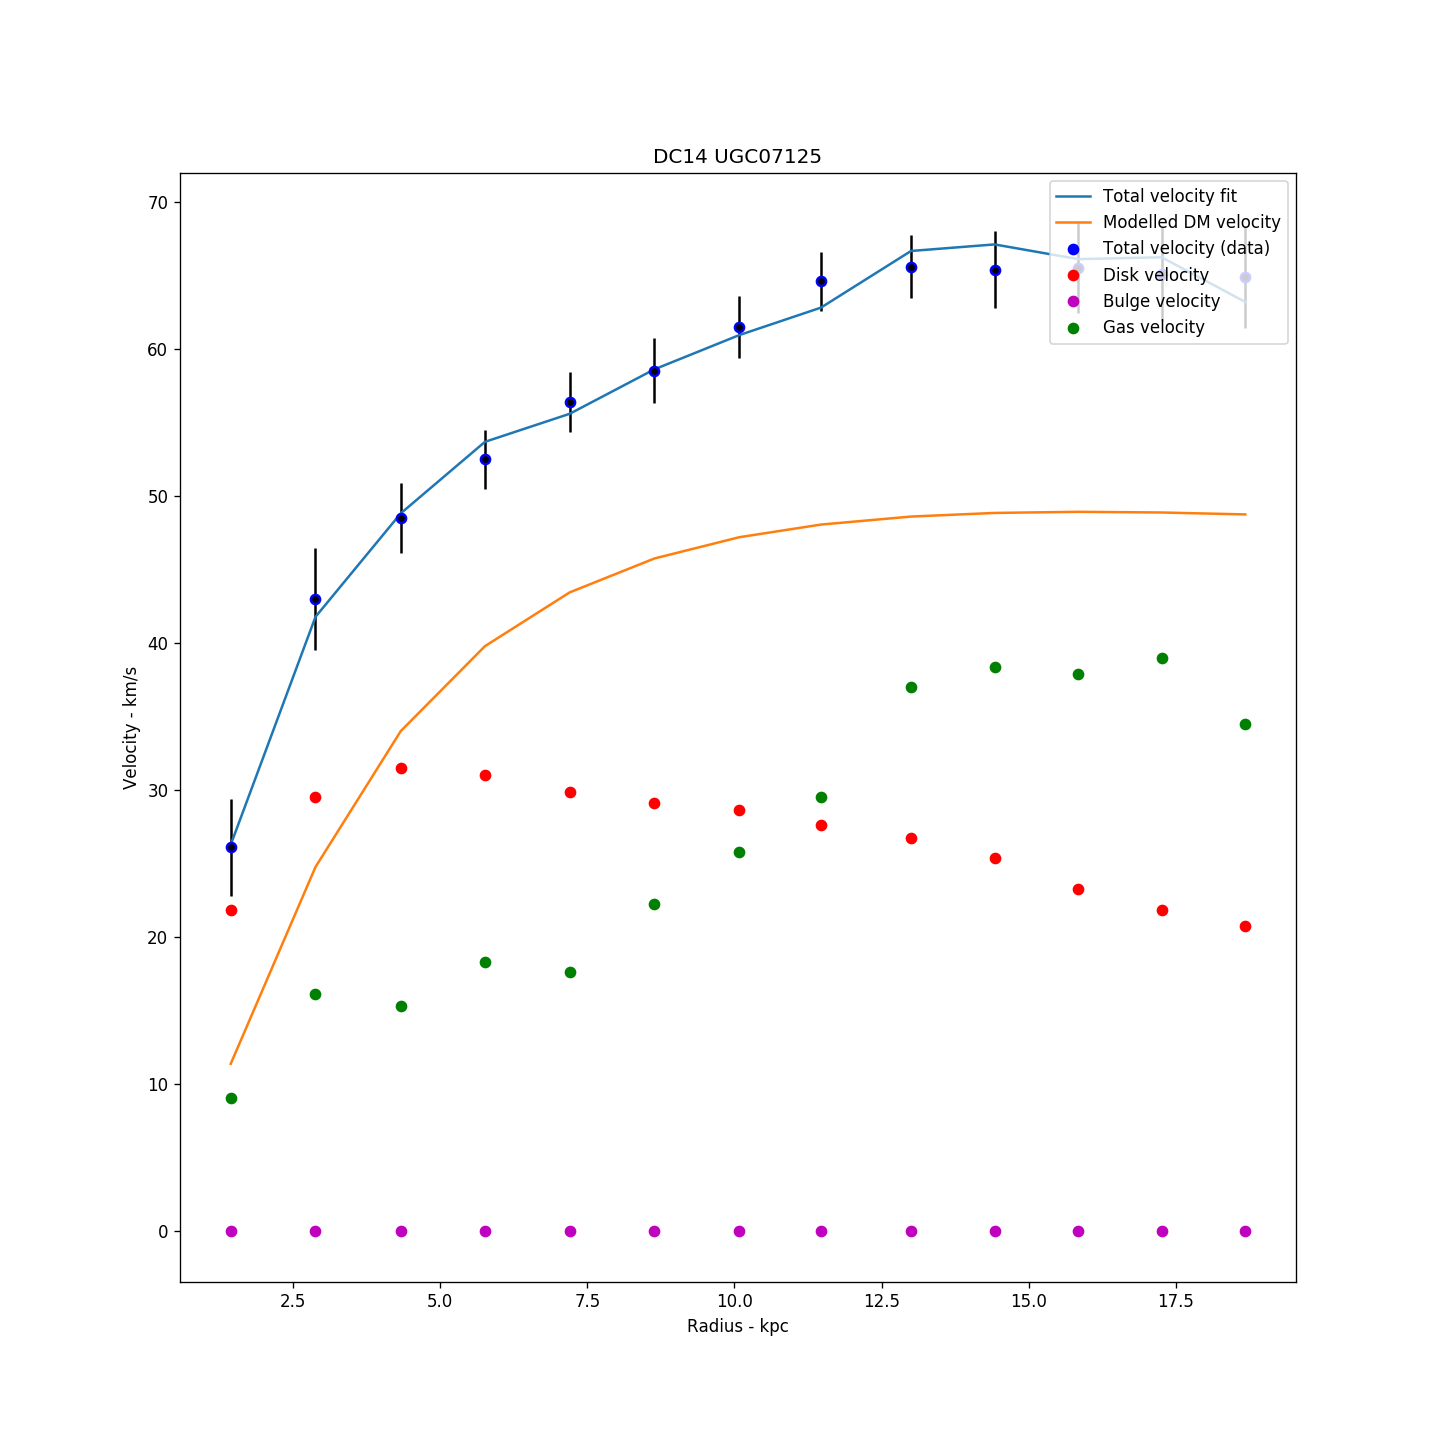 DC14 UGC07125
Total velocity fit
Modelled DM velocity
Total velocity (data)
Disk velocity
Bulge velocity
Gas velocity
70
60
50
40
30
20
10
0
Velocity - km/s
2.5 5.0 7.5 10.0 12.5 15.0 17.5
Radius - kpc